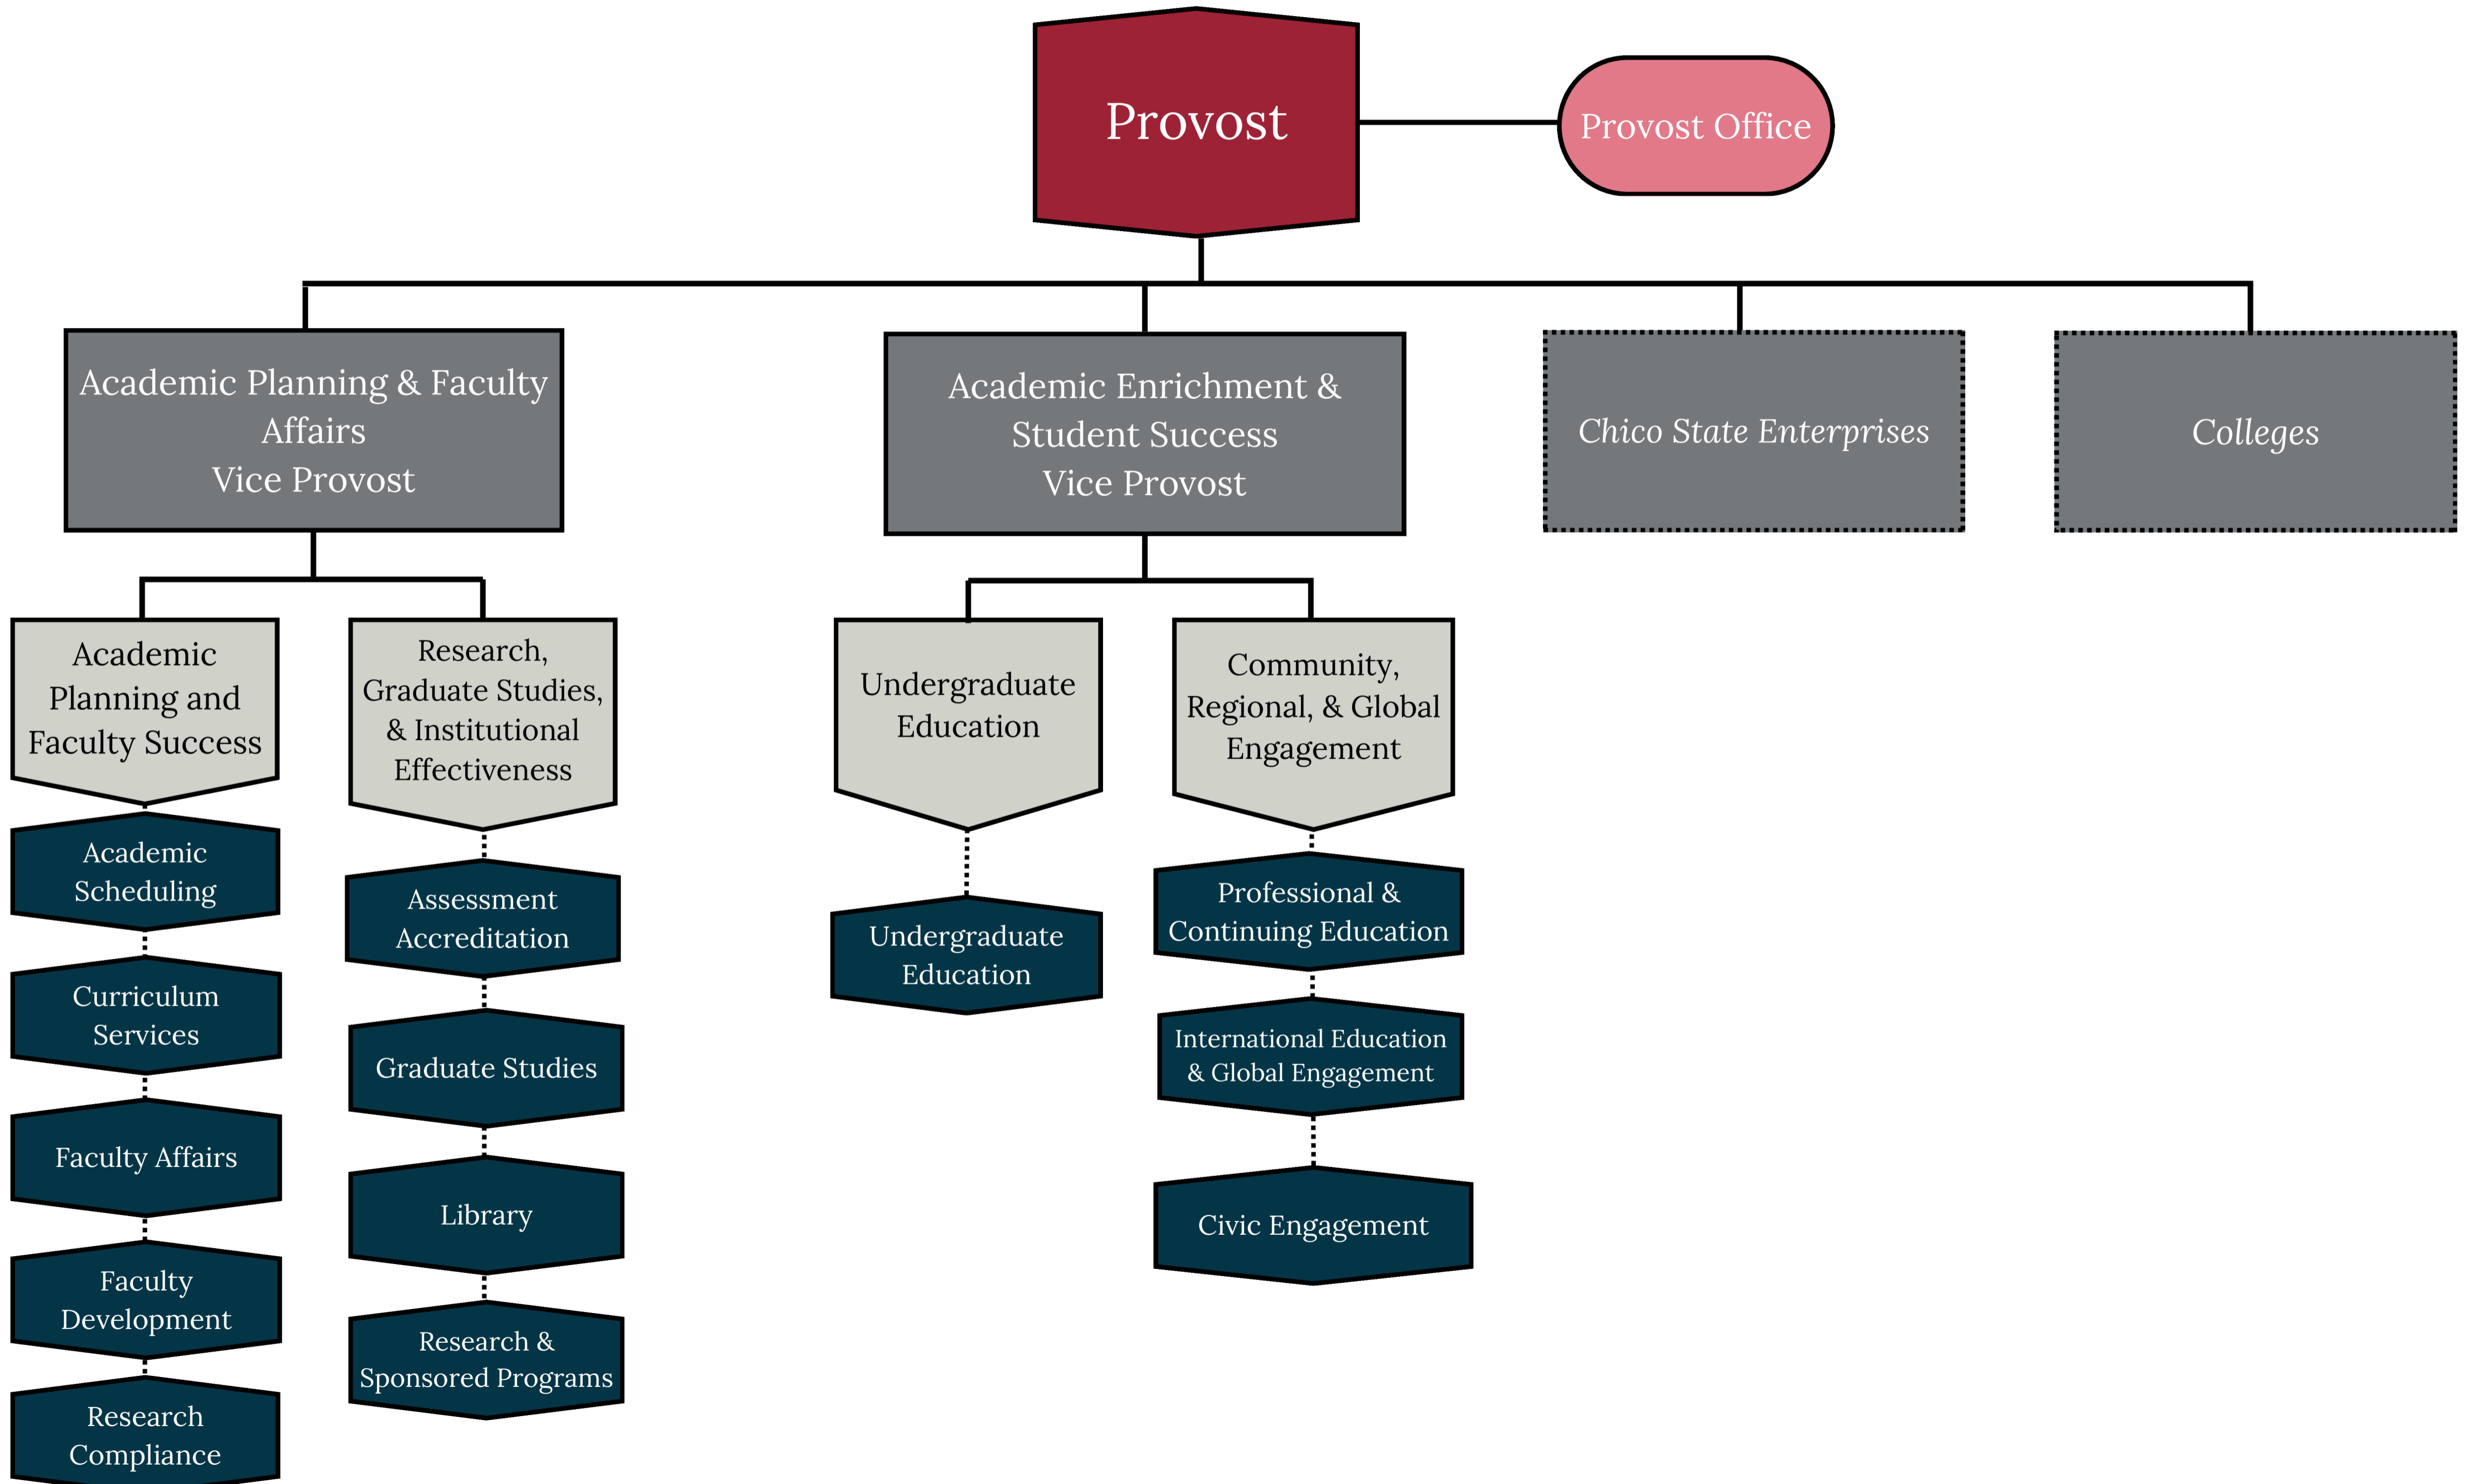 Provost
Provost Office
Academic Planning & Faculty
Affairs
Vice Provost
Academic Enrichment &
Student Success
Vice Provost
Chico State Enterprises
Colleges
Academic
Planning and
Faculty Success
Research,
Graduate Studies,
& Institutional
Effectiveness
Undergraduate
Education
Community,
Regional, & Global
Engagement
Academic
Scheduling
Curriculum
Services
Faculty Affairs
Faculty
Development
Research
Compliance
Assessment
Accreditation
Graduate Studies
Library
Research &
Sponsored Programs
Undergraduate
Education
Professional &
Continuing Education
International Education
& Global Engagement
Civic Engagement